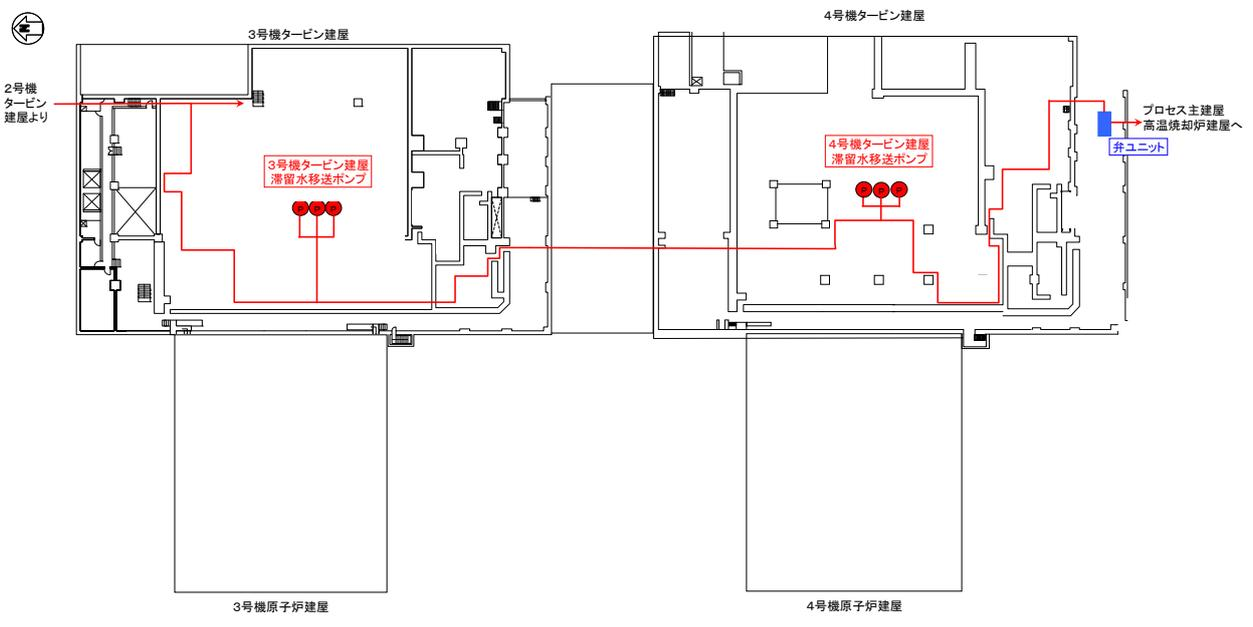 N
3号機タービン建屋
4号機タービン建屋
2号機
タービン
建屋より
3号機タービン建屋
滞留水移送ポンプ
P P P
4号機タービン建屋
滞留水移送ポンプ
P P P
プロセス主建屋
高温焼却炉建屋へ
弁ユニット
3号機原子炉建屋
4号機原子炉建屋